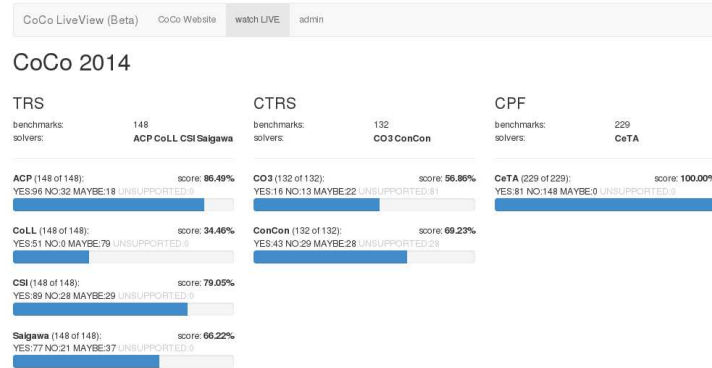 CoCo LiveView (Beta) CoCo Website watch LIVE admin
CoCo 2014
TRS
benchmarks: 148
solvers: ACP CoLL CSI Saigawa
ACP (148 of 148): score: 86.49%
YES:96 NO:32 MAYBE:18 UNSUPPORTED:0
CoLL (148 of 148): score: 34.46%
YES:51 NO:0 MAYBE:79 UNSUPPORTED:0
CSI (148 of 148): score: 79.05%
YES:89 NO:28 MAYBE:29 UNSUPPORTED:0
Saigawa (148 of 148): score: 66.22%
YES:77 NO:21 MAYBE:37 UNSUPPORTED:0
CTRS
benchmarks: 132
solvers: CO3 ConCon
CO3 (132 of 132): score: 56.86%
YES:16 NO:13 MAYBE:22 UNSUPPORTED:81
ConCon (132 of 132): score: 69.23%
YES:43 NO:29 MAYBE:28 UNSUPPORTED:28
CPF
benchmarks: 229
solvers: CeTA
CeTA (229 of 229): score: 100.00%
YES:81 NO:148 MAYBE:0 UNSUPPORTED:0